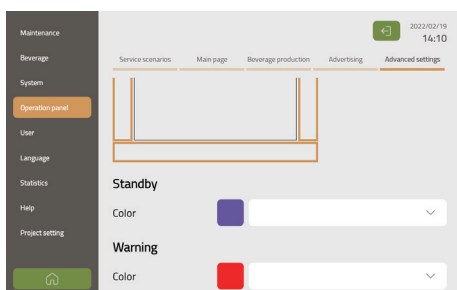 Maintenance
Beverage
System
Operation panel
User
Language
Statistics
Help
Project setting
2022/02/19
14:10
Service scenarios Main page Beverage production Advertising Advanced settings
Standby
Color
Warning
Color